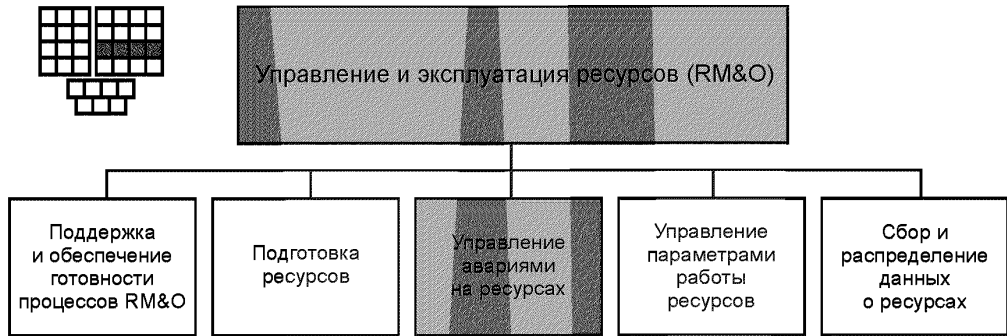 Управление и эксплуатация ресурсов (RM&O)
Поддержка
и обеспечение
готовности
процессов RM&O
Подготовка
ресурсов
Управление
авариями
на ресурсах
Управление
параметрами
работы
ресурсов
Сбор и
распределение
данных
о ресурсах